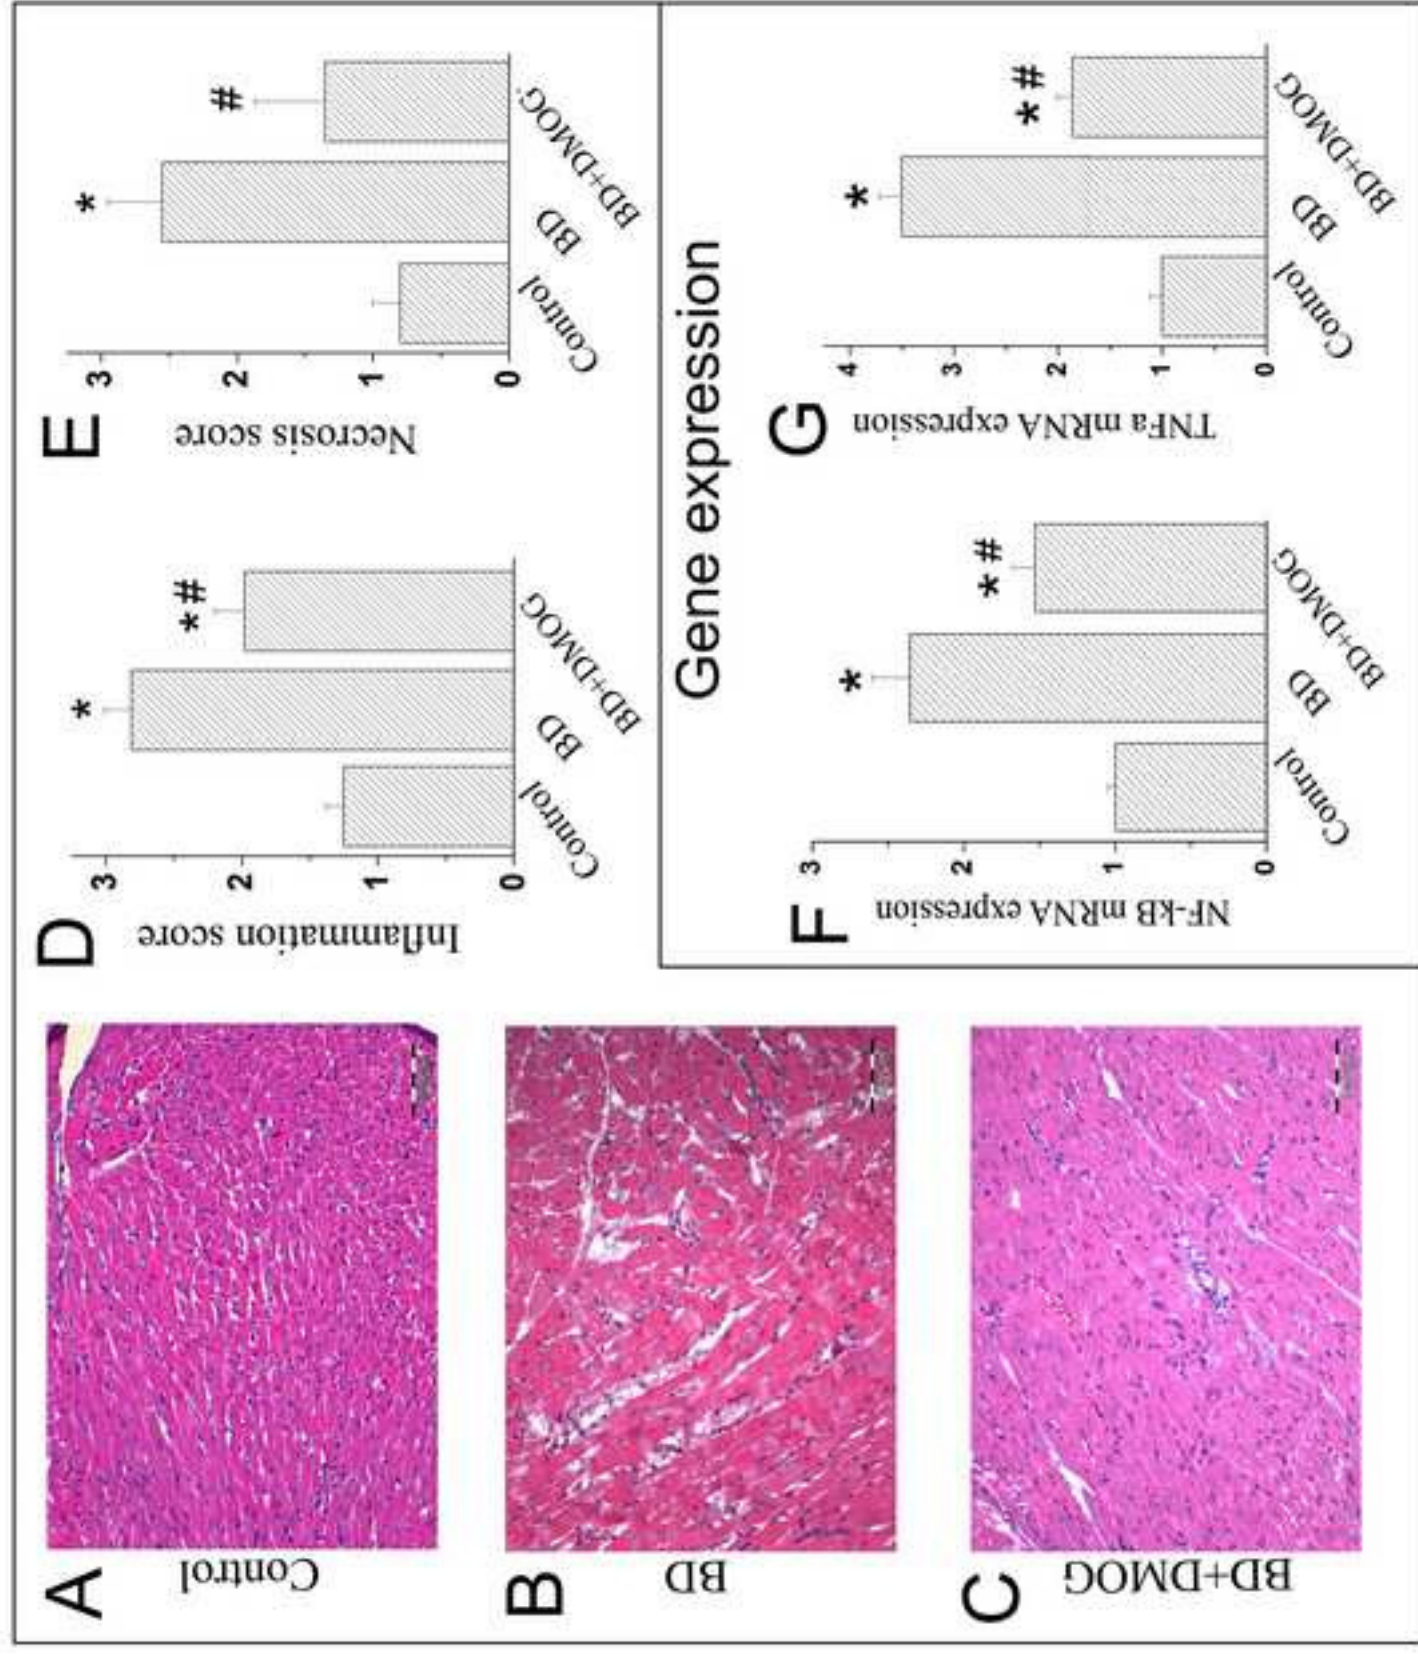 A
Control
B
BD
C
BD+DMOG
D
Inflammation score
3
2
1
0
Control
BD
BD+DMOG
*
*#
E
Necrosis score
3
2
1
0
Control
BD
BD+DMOG
*
#
Gene expression
F
NF-kB mRNA expression
3
2
1
0
Control
BD
BD+DMOG
*
*#
G
TNFa mRNA expression
4
3
2
1
0
Control
BD
BD+DMOG
*
*#